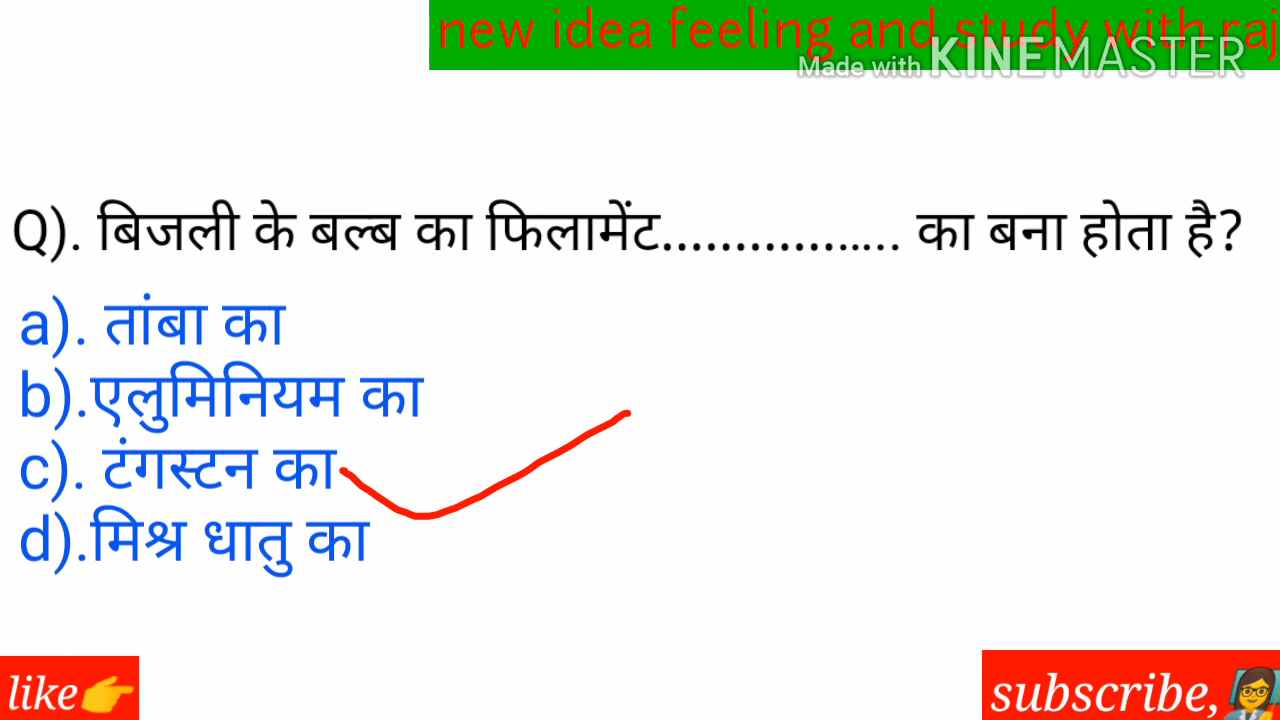 new idea feeling and study with raj
Made with KINEMASTER
Q). बिजली के बल्ब का फिलामेंट................. का बना होता है?
a). तांबा का
b).एलुमिनियम का
c). टंगस्टन का
d).मिश्र धातु का
like👉
subscribe,👩‍🏫